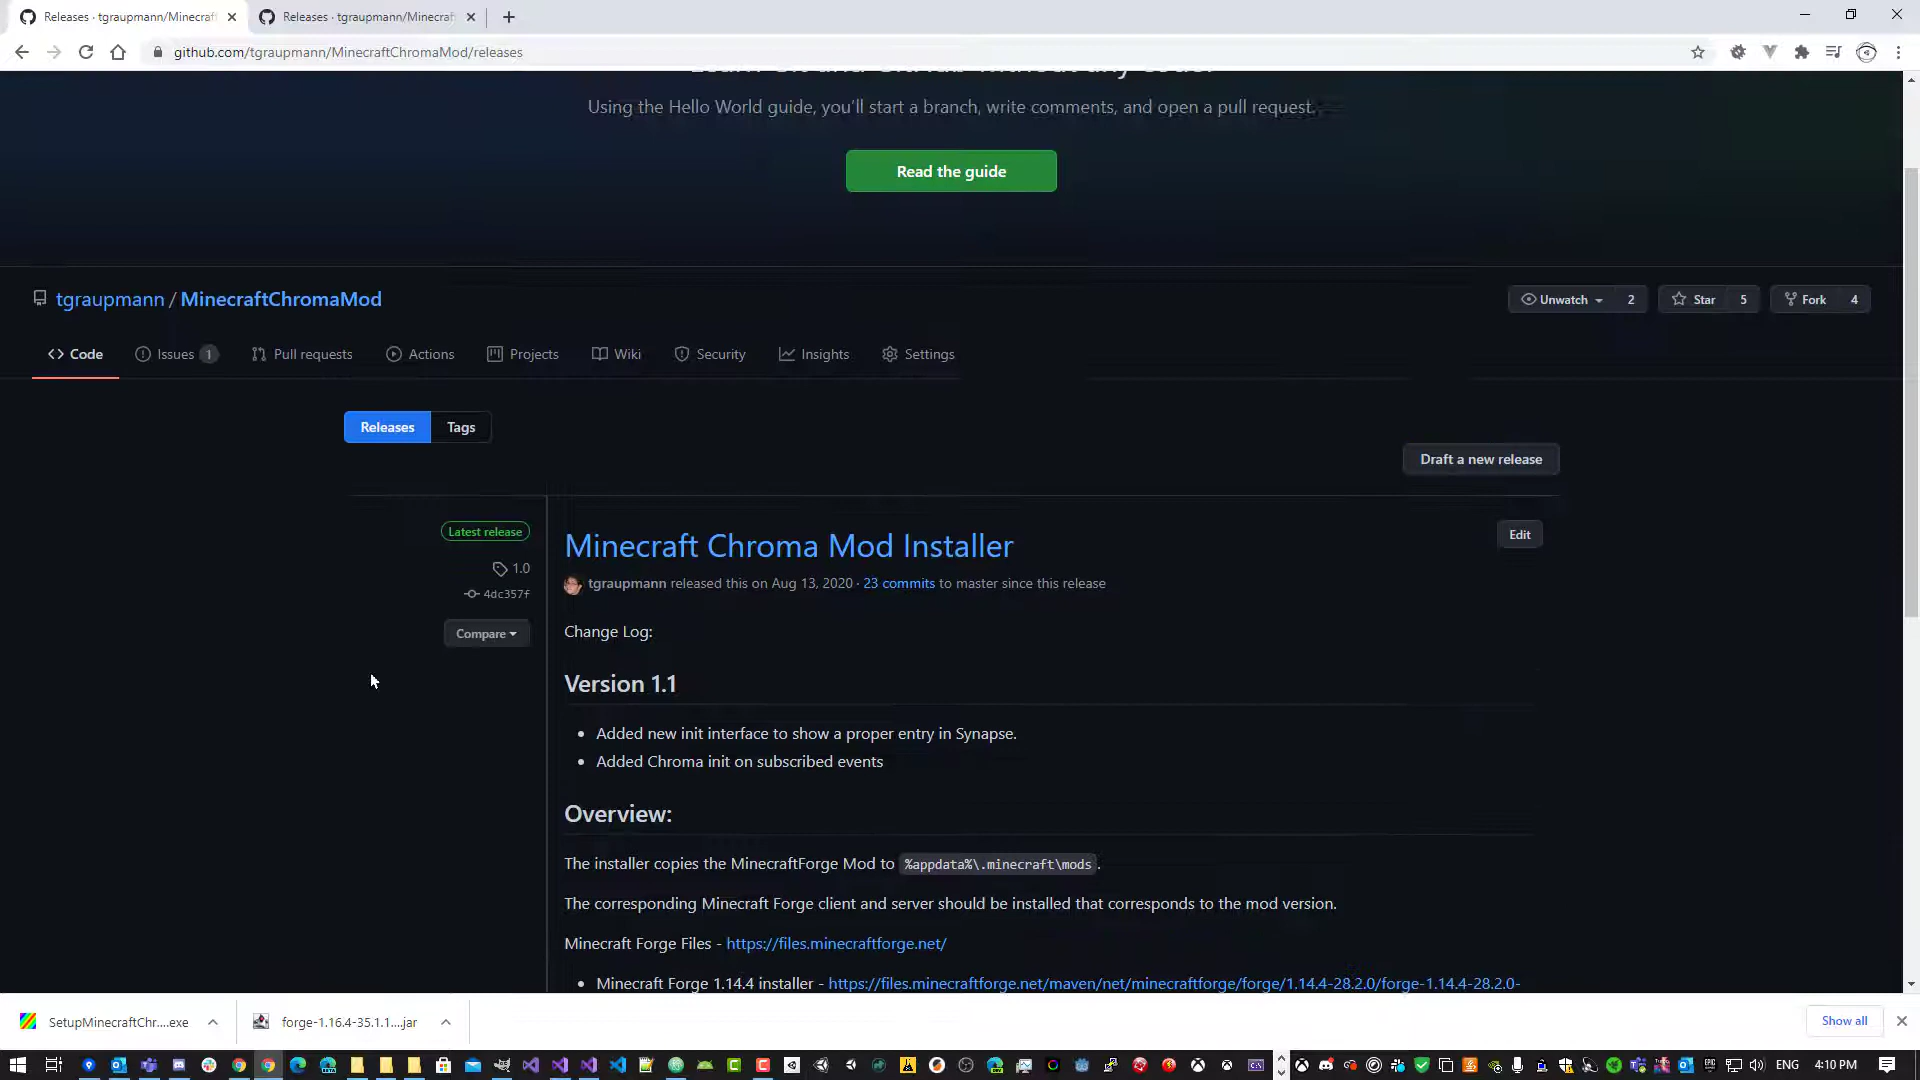 Releases · tgraupmann/Minecraft
Releases · tgraupmann/Minecraft
github.com/tgraupmann/MinecraftChromaMod/releases
Learn Git and GitHub without any code!
Using the Hello World guide, you'll start a branch, write comments, and open a pull request.
Read the guide
tgraupmann / MinecraftChromaMod
Unwatch 2
Star 5
Fork 4
Code
Issues 1
Pull requests
Actions
Projects
Wiki
Security
Insights
Settings
Releases
Tags
Draft a new release
Latest release
1.0
4dc357f
Compare
Minecraft Chroma Mod Installer
Edit
tgraupmann released this on Aug 13, 2020 · 23 commits to master since this release
Change Log:
Version 1.1
• Added new init interface to show a proper entry in Synapse.
• Added Chroma init on subscribed events
Overview:
The installer copies the MinecraftForge Mod to %appdata%\.minecraft\mods.
The corresponding Minecraft Forge client and server should be installed that corresponds to the mod version.
Minecraft Forge Files - https://files.minecraftforge.net/
• Minecraft Forge 1.14.4 installer - https://files.minecraftforge.net/maven/net/minecraftforge/forge/1.14.4-28.2.0/forge-1.14.4-28.2.0-
SetupMinecraftChr....exe
forge-1.16.4-35.1.1....jar
Show all
ENG
4:10 PM